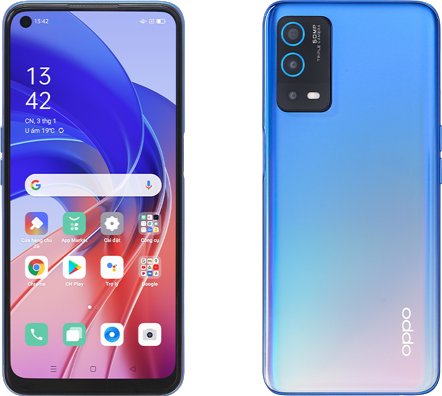 15:42
13
42
CN, 3 thg 1
U ám 19°C
Cửa hàng chủ đề
App Market
Cài đặt
Công cụ
Chrome
CH Play
Trợ lý
Google
50MP
TRIPLE CAMERA
oppo